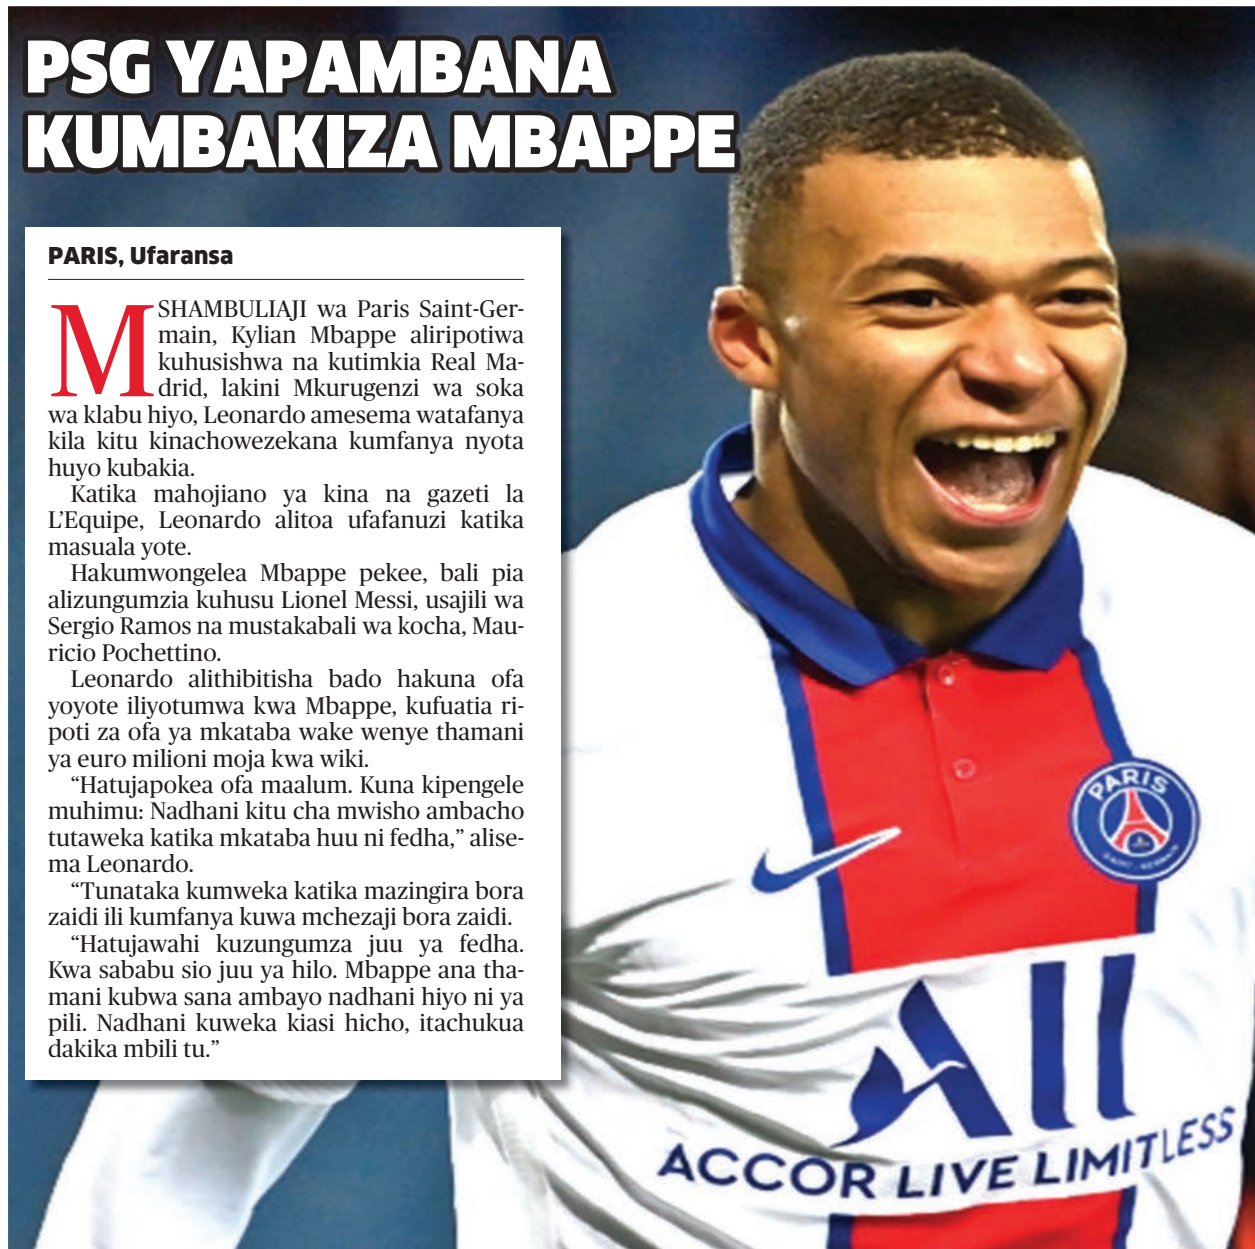 PSG YAPAMBANA
KUMBAKIZA MBAPPE
PARIS, Ufaransa
MSHAMBULIAJI wa Paris Saint-Ger-
main, Kylian Mbappe aliripotiwa
kuhusishwa na kutimkia Real Ma-
drid, lakini Mkurugenzi wa soka
wa klabu hiyo, Leonardo amesema watafanya
kila kitu kinachowezekana kumfanya nyota
huyo kubakia.
Katika mahojiano ya kina na gazeti la
L’Equipe, Leonardo alitoa ufafanuzi katika
masuala yote.
Hakumwongelea Mbappe pekee, bali pia
alizungumzia kuhusu Lionel Messi, usajili wa
Sergio Ramos na mustakabali wa kocha, Mau-
ricio Pochettino.
Leonardo alithibitisha bado hakuna ofa
yoyote iliyotumwa kwa Mbappe, kufuatia ri-
poti za ofa ya mkataba wake wenye thamani
ya euro milioni moja kwa wiki.
“Hatujapokea ofa maalum. Kuna kipengele
muhimu: Nadhani kitu cha mwisho ambacho
tutaweka katika mkataba huu ni fedha,” alise-
ma Leonardo.
“Tunataka kumweka katika mazingira bora
zaidi ili kumfanya kuwa mchezaji bora zaidi.
“Hatujawahi kuzungumza juu ya fedha.
Kwa sababu sio juu ya hilo. Mbappe ana tha-
mani kubwa sana ambayo nadhani hiyo ni ya
pili. Nadhani kuweka kiasi hicho, itachukua
dakika mbili tu.”
PARIS
SAINT-GERMAIN
ALL
ACCOR LIVE LIMITLESS